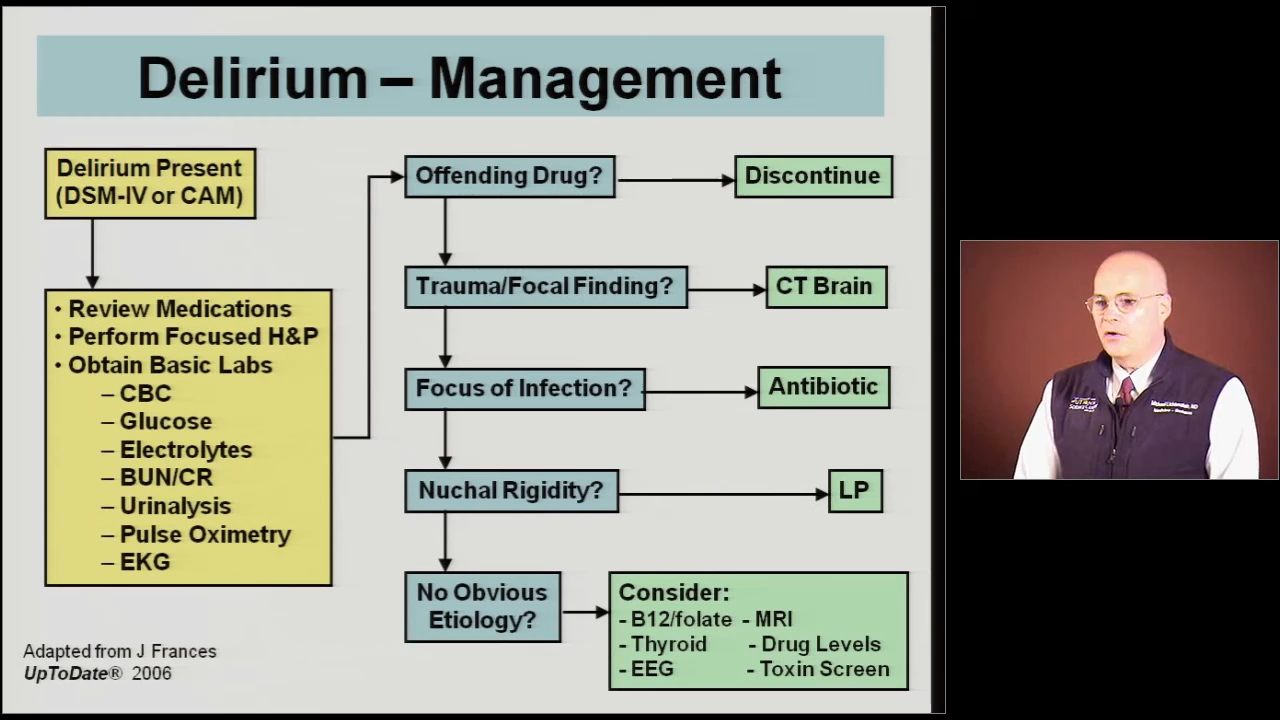 Delirium – Management
Delirium Present
(DSM-IV or CAM)
• Review Medications
• Perform Focused H&P
• Obtain Basic Labs
– CBC
– Glucose
– Electrolytes
– BUN/CR
– Urinalysis
– Pulse Oximetry
– EKG
Offending Drug?
Discontinue
Trauma/Focal Finding?
CT Brain
Focus of Infection?
Antibiotic
Nuchal Rigidity?
LP
No Obvious
Etiology?
Consider:
- B12/folate - MRI
- Thyroid - Drug Levels
- EEG - Toxin Screen
Adapted from J Frances
UpToDate® 2006